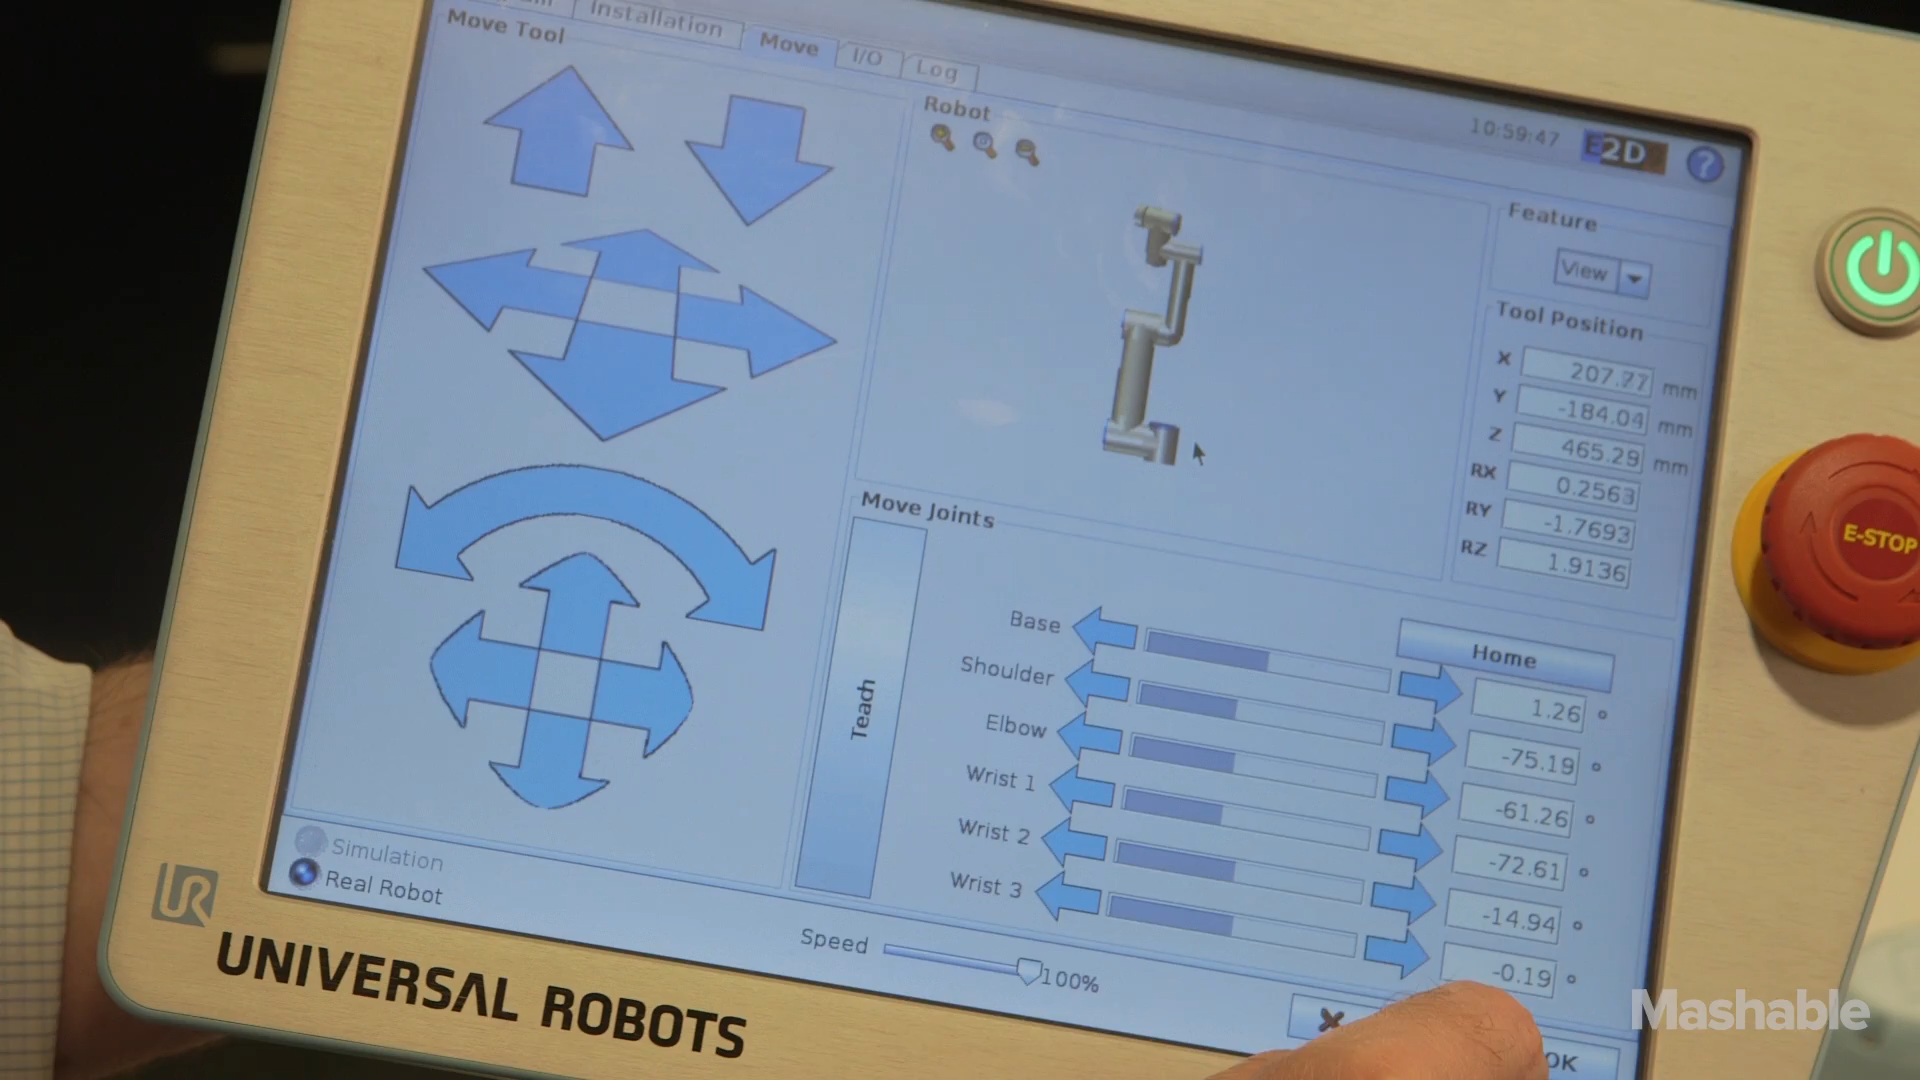 Installation
Move
I/O
Log
Move Tool
Robot
10:59:47
2D
?
Feature
View
Tool Position
X 207.77 mm
Y -184.04 mm
Z 465.29 mm
RX 0.2563
RY -1.7693
RZ 1.9136
E-STOP
Move Joints
Teach
Home
Base 1.26 °
Shoulder -75.19 °
Elbow -61.26 °
Wrist 1 -72.61 °
Wrist 2 -14.94 °
Wrist 3 -0.19 °
Simulation
Real Robot
Speed 100%
OK
UR
UNIVERSAL ROBOTS
Mashable